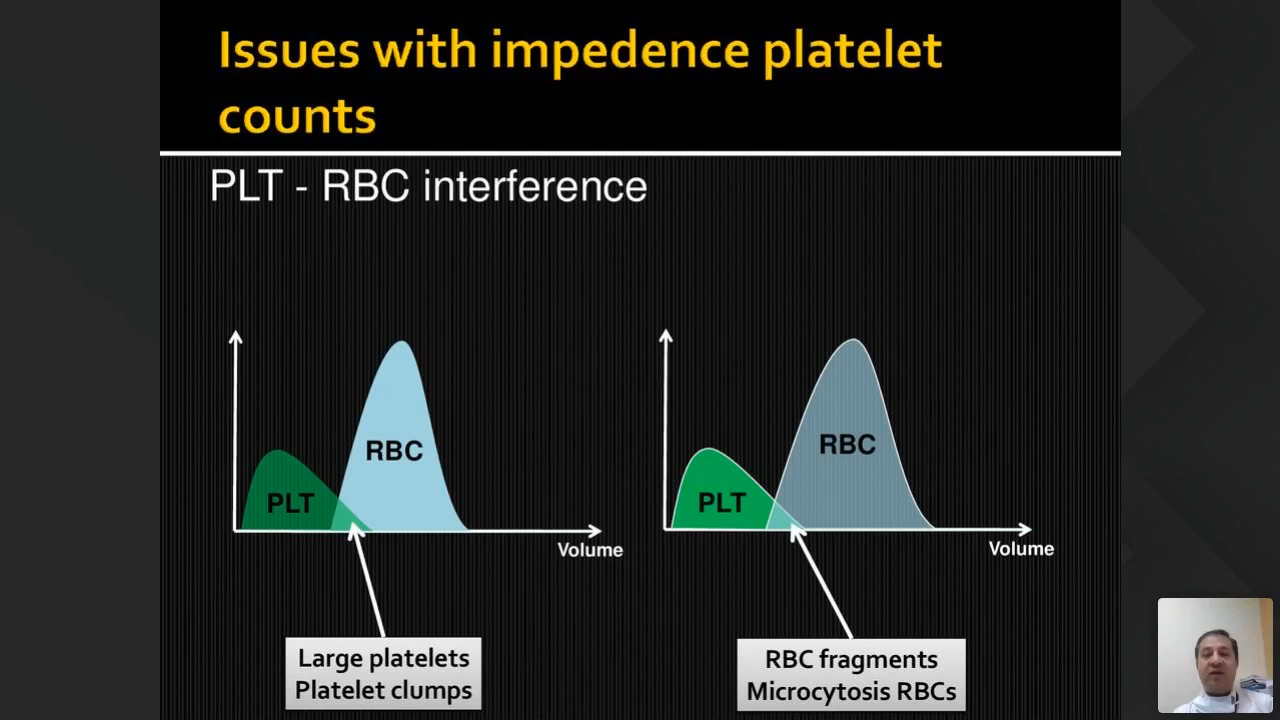 Issues with impedence platelet
counts
PLT - RBC interference
PLT
RBC
Volume
PLT
RBC
Volume
Large platelets
Platelet clumps
RBC fragments
Microcytosis RBCs